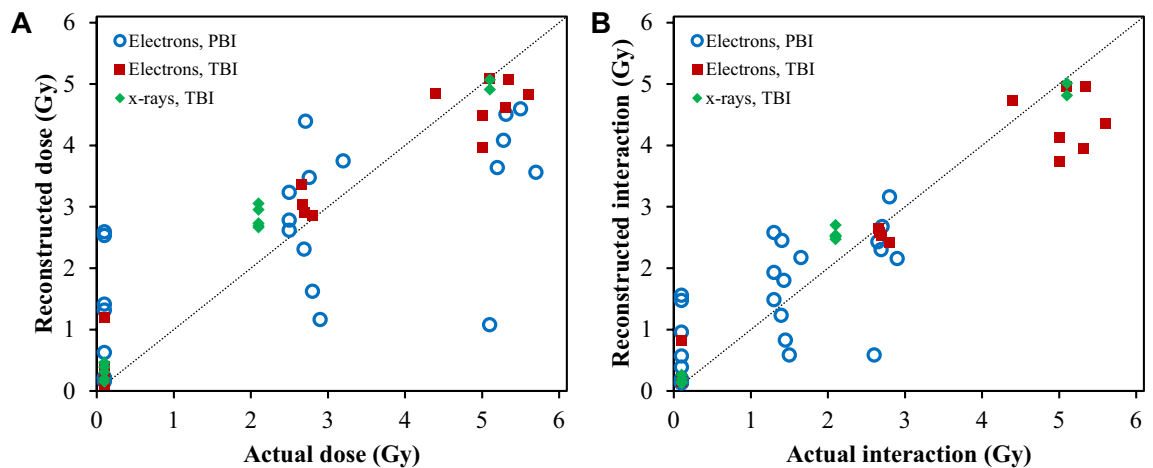 A
Reconstructed dose (Gy)
6
5
4
3
2
1
0
Electrons, PBI
Electrons, TBI
x-rays, TBI
0 1 2 3 4 5 6
Actual dose (Gy)
B
Reconstructed interaction (Gy)
6
5
4
3
2
1
0
Electrons, PBI
Electrons, TBI
x-rays, TBI
0 1 2 3 4 5 6
Actual interaction (Gy)